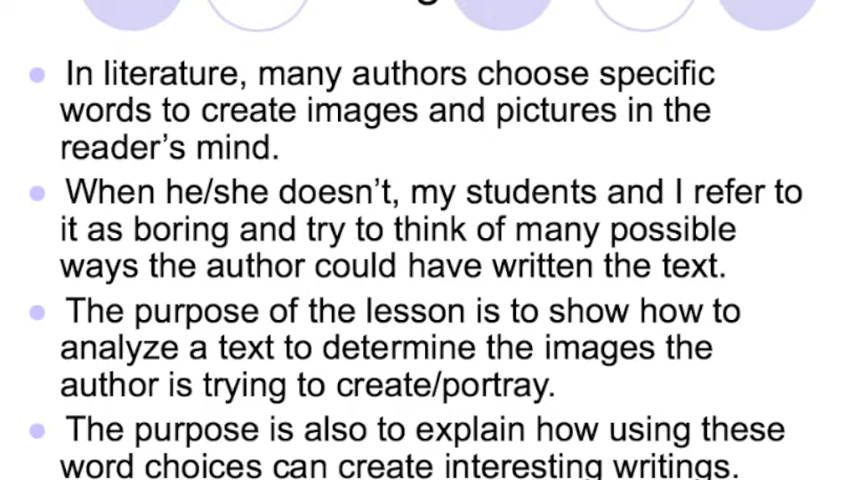 In literature, many authors choose specific
words to create images and pictures in the
reader's mind.
When he/she doesn't, my students and I refer to
it as boring and try to think of many possible
ways the author could have written the text.
The purpose of the lesson is to show how to
analyze a text to determine the images the
author is trying to create/portray.
The purpose is also to explain how using these
word choices can create interesting writings.